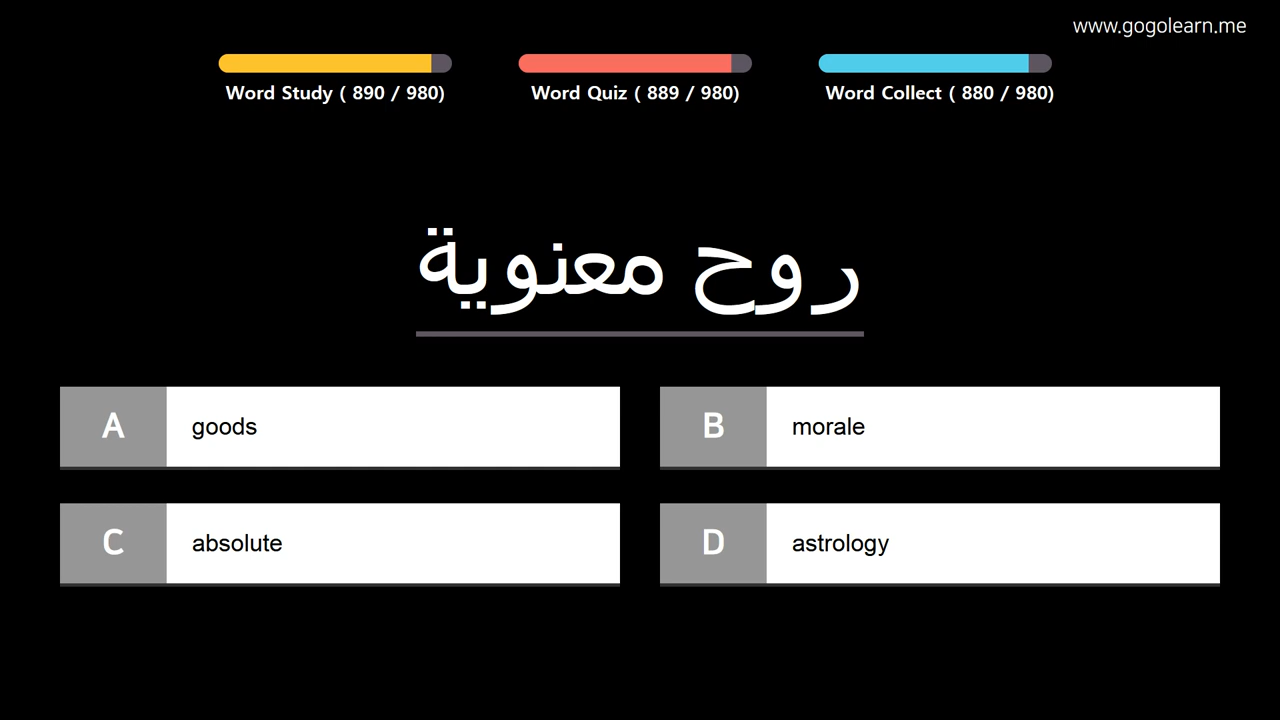 www.gogolearn.me
Word Study ( 890 / 980)
Word Quiz ( 889 / 980)
Word Collect ( 880 / 980)
روح معنوية
A goods
B morale
C absolute
D astrology